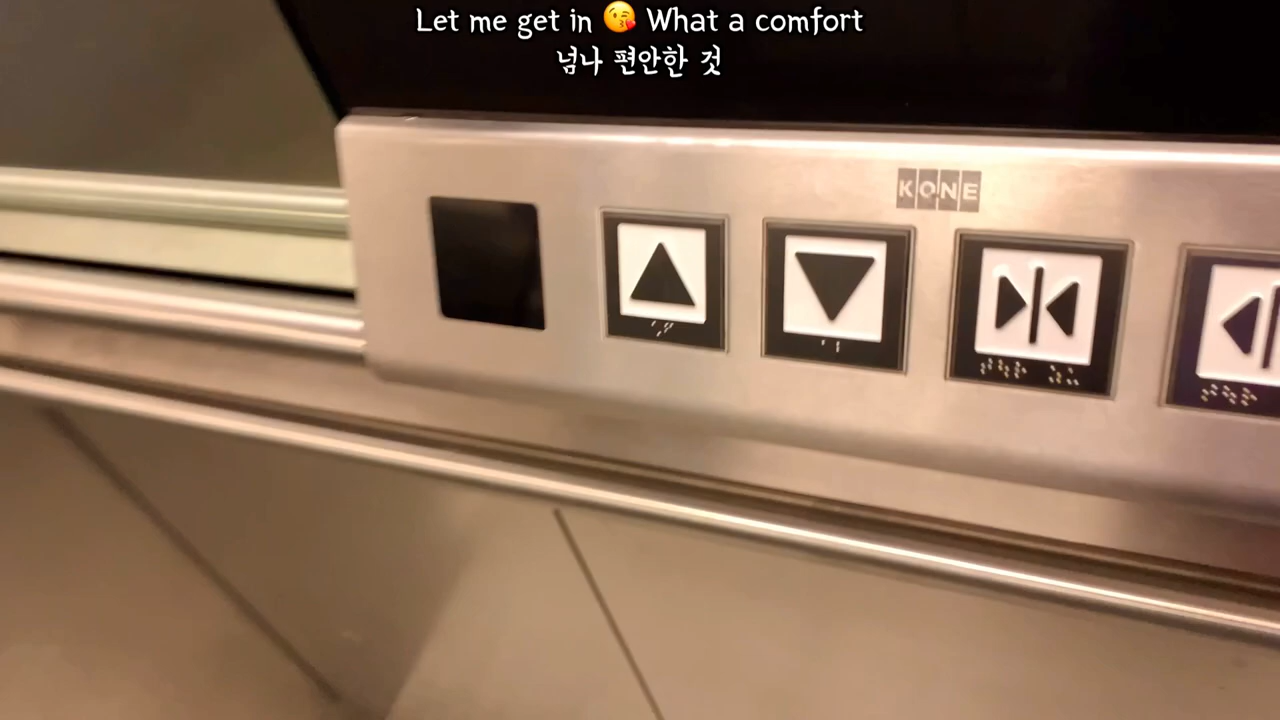 Let me get in 😘 What a comfort
넘나 편안한 것
KONE